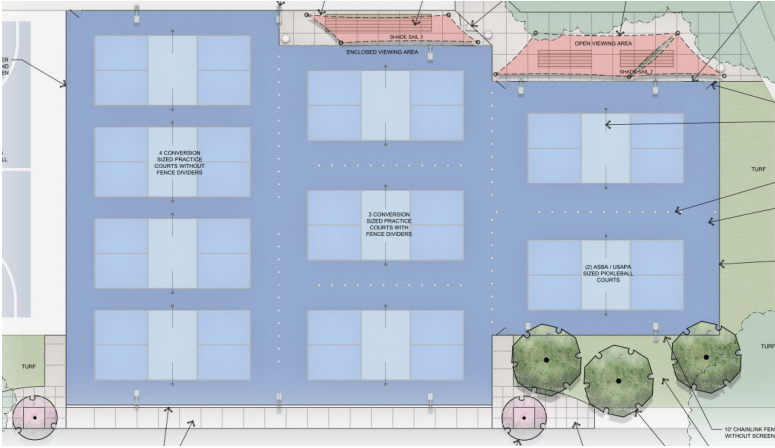 SHADE SAIL 1
ENCLOSED VIEWING AREA
OPEN VIEWING AREA
SHADE SAIL 2
4 CONVERSION
SIZED PRACTICE
COURTS WITHOUT
FENCE DIVIDERS
TURF
3 CONVERSION
SIZED PRACTICE
COURTS WITH
FENCE DIVIDERS
(2) ASBA / USAPA
SIZED PICKLEBALL
COURTS
TURF
TURF
10' CHAINLINK FEN
WITHOUT SCREEN